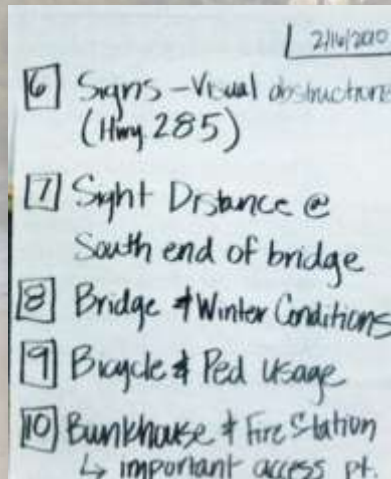 2/16/2010
6 Signs - Visual obstructions
(Hwy 285)
7 Sight Distance @
South end of bridge
8 Bridge & Winter Conditions
9 Bicycle & Ped Usage
10 Bunkhouse & Fire Station
↳ important access pt.